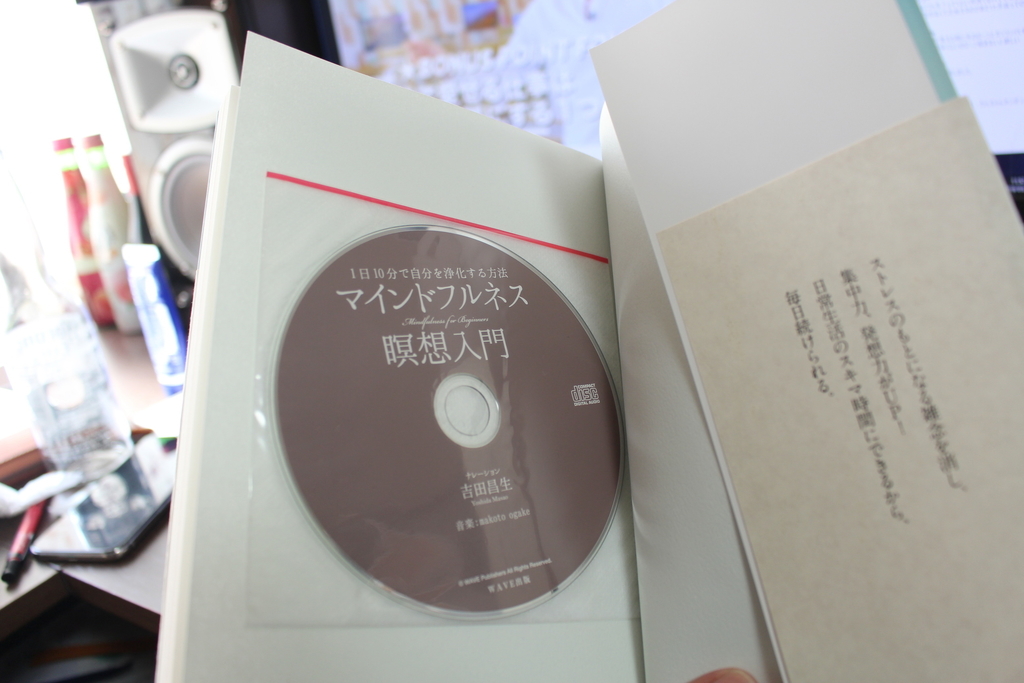 1日10分で自分を浄化する方法
マインドフルネス
Mindfulness for Beginners
瞑想入門
COMPACT
disc
DIGITAL AUDIO
ナレーション
吉田昌生
Yoshida Masao
音楽:makoto ogake
© WAVE Publishers All Rights Reserved.
WAVE出版
ストレスのもとになる雑念を消し、
集中力、発想力がUP!
日常生活のスキマ時間にできるから、
毎日続けられる。